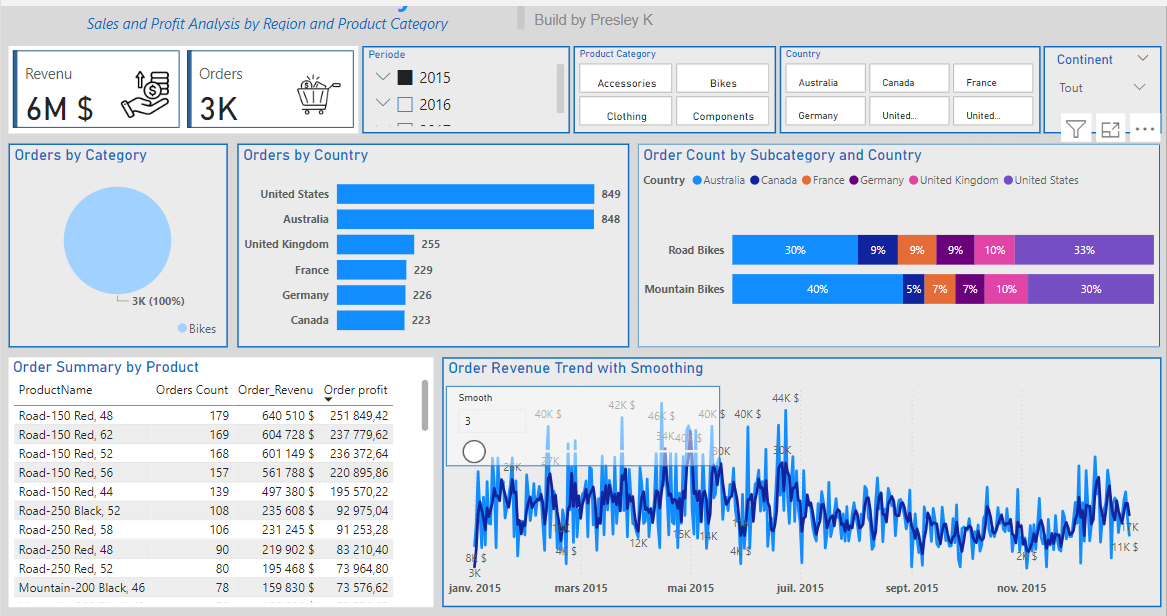 Sales and Profit Analysis by Region and Product Category
Build by Presley K
Revenu
6M $
Orders
3K
Periode
2015
2016
Product Category
Accessories
Bikes
Clothing
Components
Country
Australia
Canada
France
Germany
United...
United...
Continent
Tout
Orders by Category
3K (100%)
Bikes
Orders by Country
United States 849
Australia 848
United Kingdom 255
France 229
Germany 226
Canada 223
Order Count by Subcategory and Country
Country Australia Canada France Germany United Kingdom United States
Road Bikes 30% 9% 9% 9% 10% 33%
Mountain Bikes 40% 5% 7% 7% 10% 30%
Order Summary by Product
ProductName Orders Count Order_Revenu Order profit
Road-150 Red, 48 179 640 510 $ 251 849,42
Road-150 Red, 62 169 604 728 $ 237 779,62
Road-150 Red, 52 168 601 149 $ 236 372,64
Road-150 Red, 56 157 561 788 $ 220 895,86
Road-150 Red, 44 139 497 380 $ 195 570,22
Road-250 Black, 52 108 235 608 $ 92 975,04
Road-250 Red, 58 106 231 245 $ 91 253,28
Road-250 Red, 48 90 219 902 $ 83 210,40
Road-250 Red, 52 80 195 468 $ 73 964,80
Mountain-200 Black, 46 78 159 830 $ 73 576,62
Order Revenue Trend with Smoothing
Smooth
3
40K $
42K $
46K $
40K $
40K $
44K $
34K
27K
30K
30K
12K
15K
14K
4K $
4K $
2K $
17K
11K $
8K $
3K
janv. 2015
mars 2015
mai 2015
juil. 2015
sept. 2015
nov. 2015